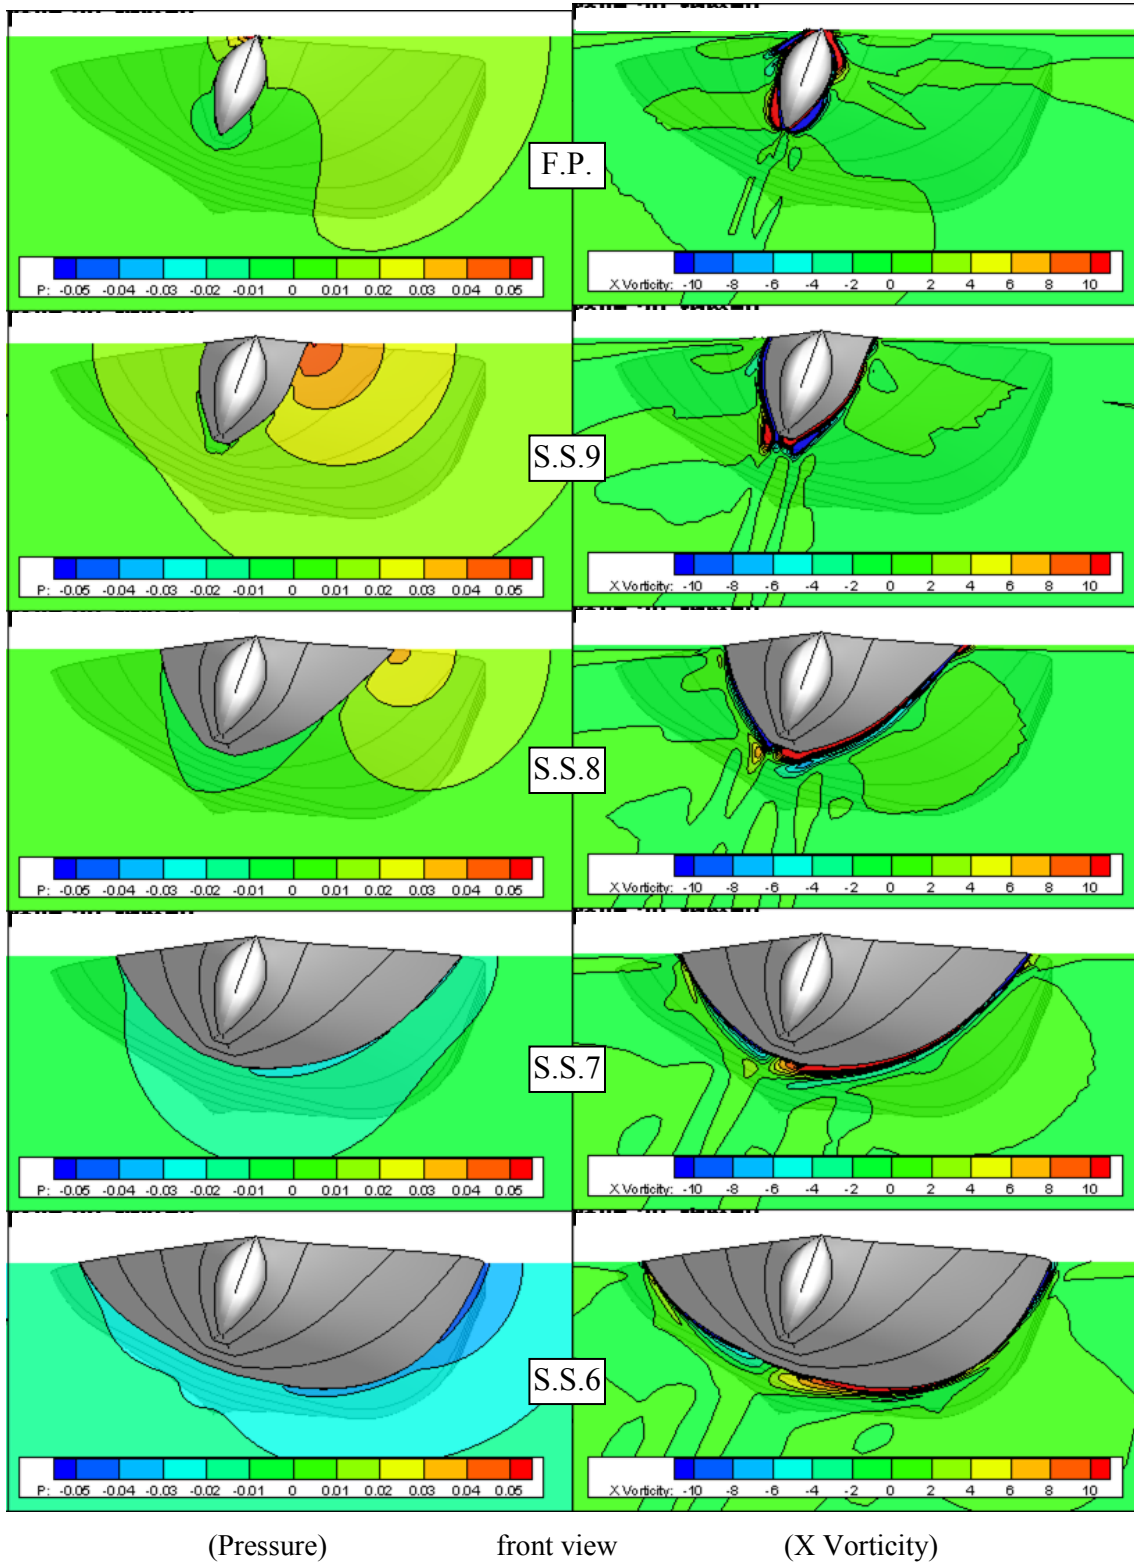 F.P.
P: -0.05 -0.04 -0.03 -0.02 -0.01 0 0.01 0.02 0.03 0.04 0.05
X Vorticity: -10 -8 -6 -4 -2 0 2 4 6 8 10
S.S.9
P: -0.05 -0.04 -0.03 -0.02 -0.01 0 0.01 0.02 0.03 0.04 0.05
X Vorticity: -10 -8 -6 -4 -2 0 2 4 6 8 10
S.S.8
P: -0.05 -0.04 -0.03 -0.02 -0.01 0 0.01 0.02 0.03 0.04 0.05
X Vorticity: -10 -8 -6 -4 -2 0 2 4 6 8 10
S.S.7
P: -0.05 -0.04 -0.03 -0.02 -0.01 0 0.01 0.02 0.03 0.04 0.05
X Vorticity: -10 -8 -6 -4 -2 0 2 4 6 8 10
S.S.6
P: -0.05 -0.04 -0.03 -0.02 -0.01 0 0.01 0.02 0.03 0.04 0.05
X Vorticity: -10 -8 -6 -4 -2 0 2 4 6 8 10
(Pressure) front view (X Vorticity)